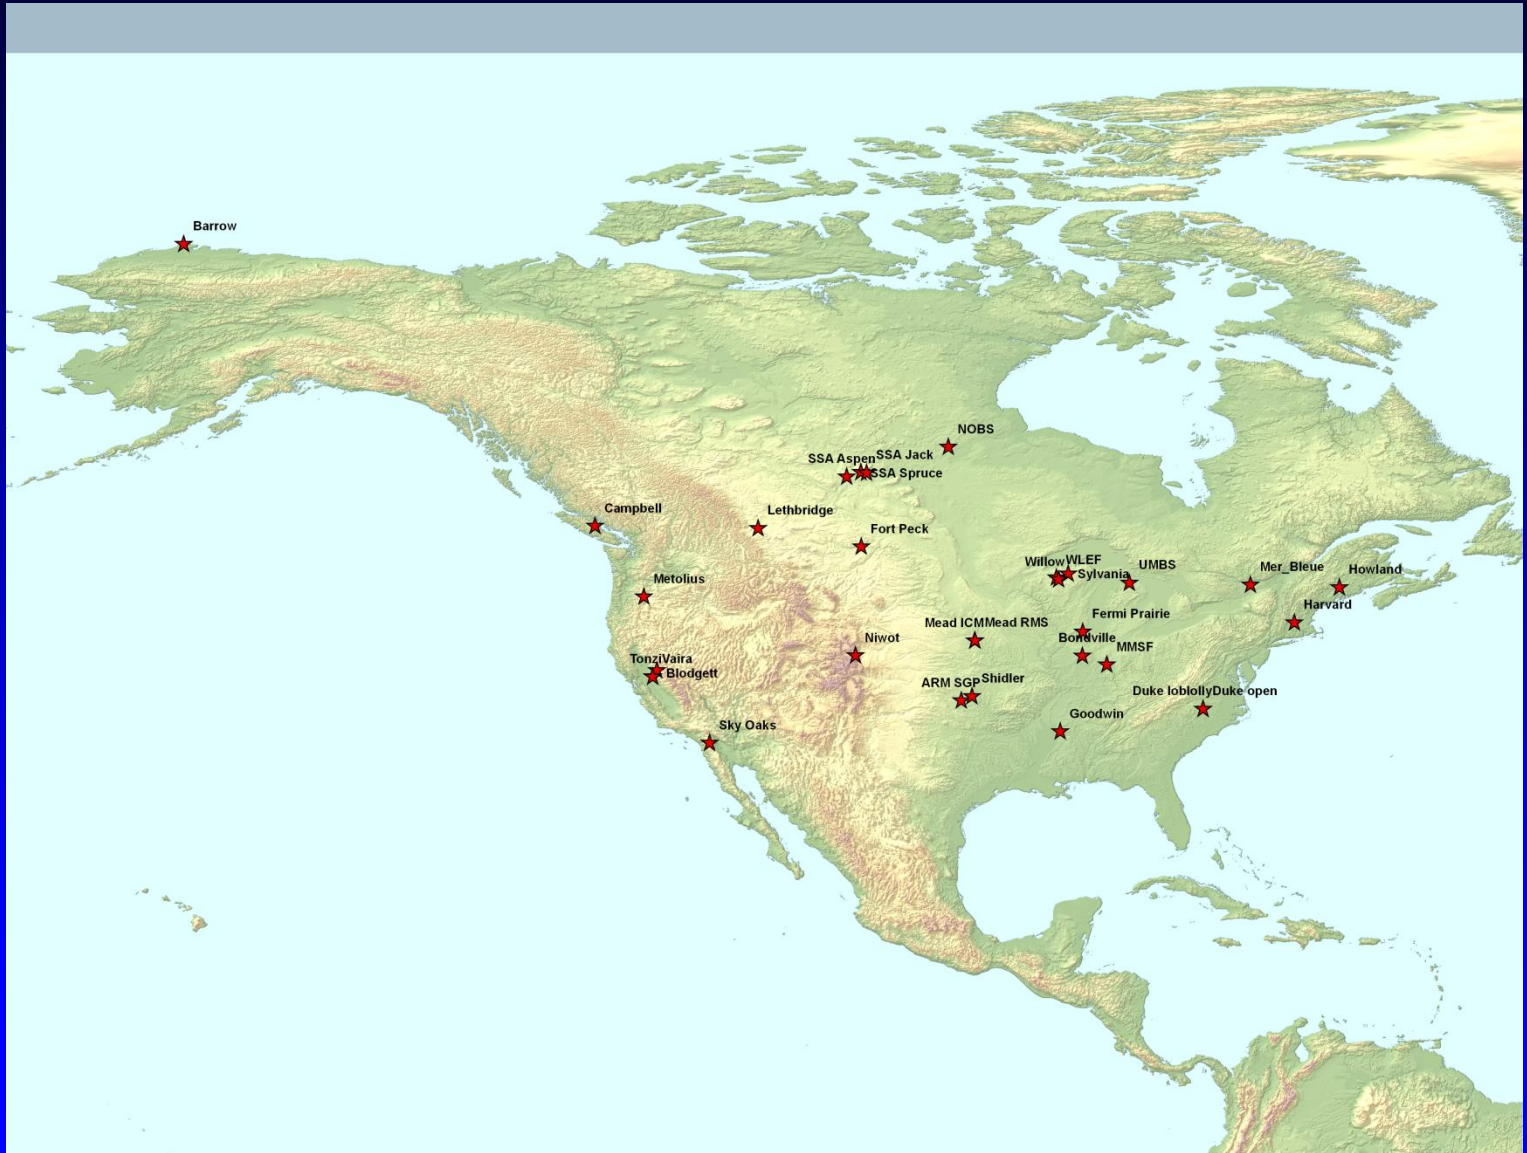 Barrow
NOBS
SSA Aspen
SSA Jack
SSA Spruce
Campbell
Lethbridge
Fort Peck
Willow
WLEF
Sylvania
UMBS
Mer_Bleue
Howland
Metolius
Harvard
Fermi Prairie
Mead ICM
Mead RMS
Niwot
Bondville
MMSF
Tonzi
Vaira
Blodgett
ARM SGP
Shidler
Duke loblolly
Duke open
Goodwin
Sky Oaks